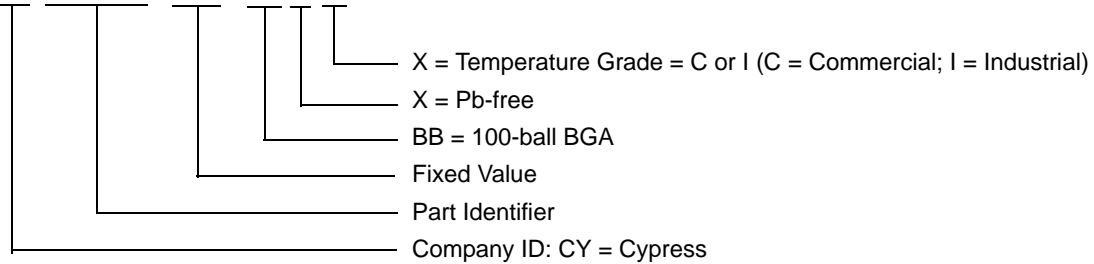 X = Temperature Grade = C or I (C = Commercial; I = Industrial)
X = Pb-free
BB = 100-ball BGA
Fixed Value
Part Identifier
Company ID: CY = Cypress